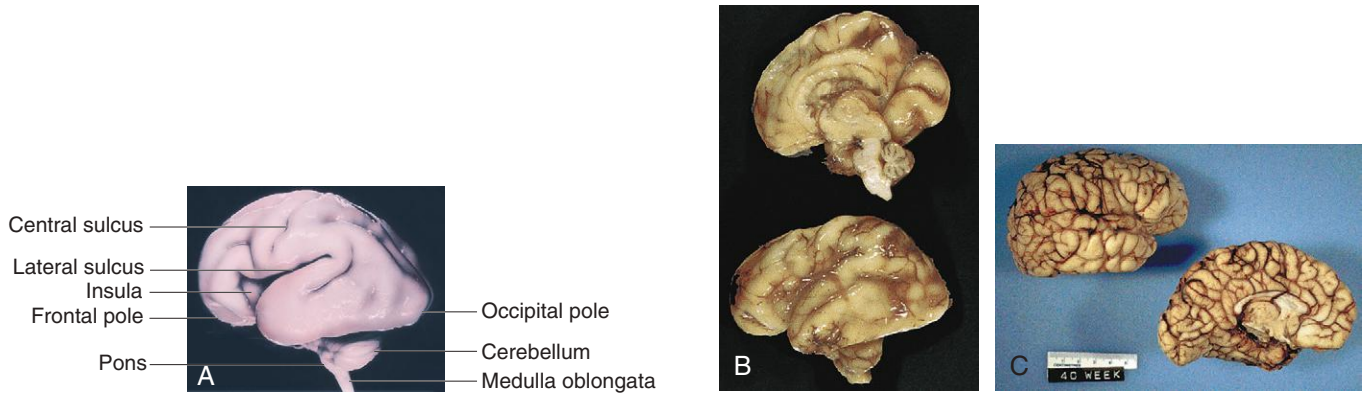 Central sulcus
Lateral sulcus
Insula
Frontal pole
Pons
Occipital pole
Cerebellum
Medulla oblongata
A
B
C
40 WEEK